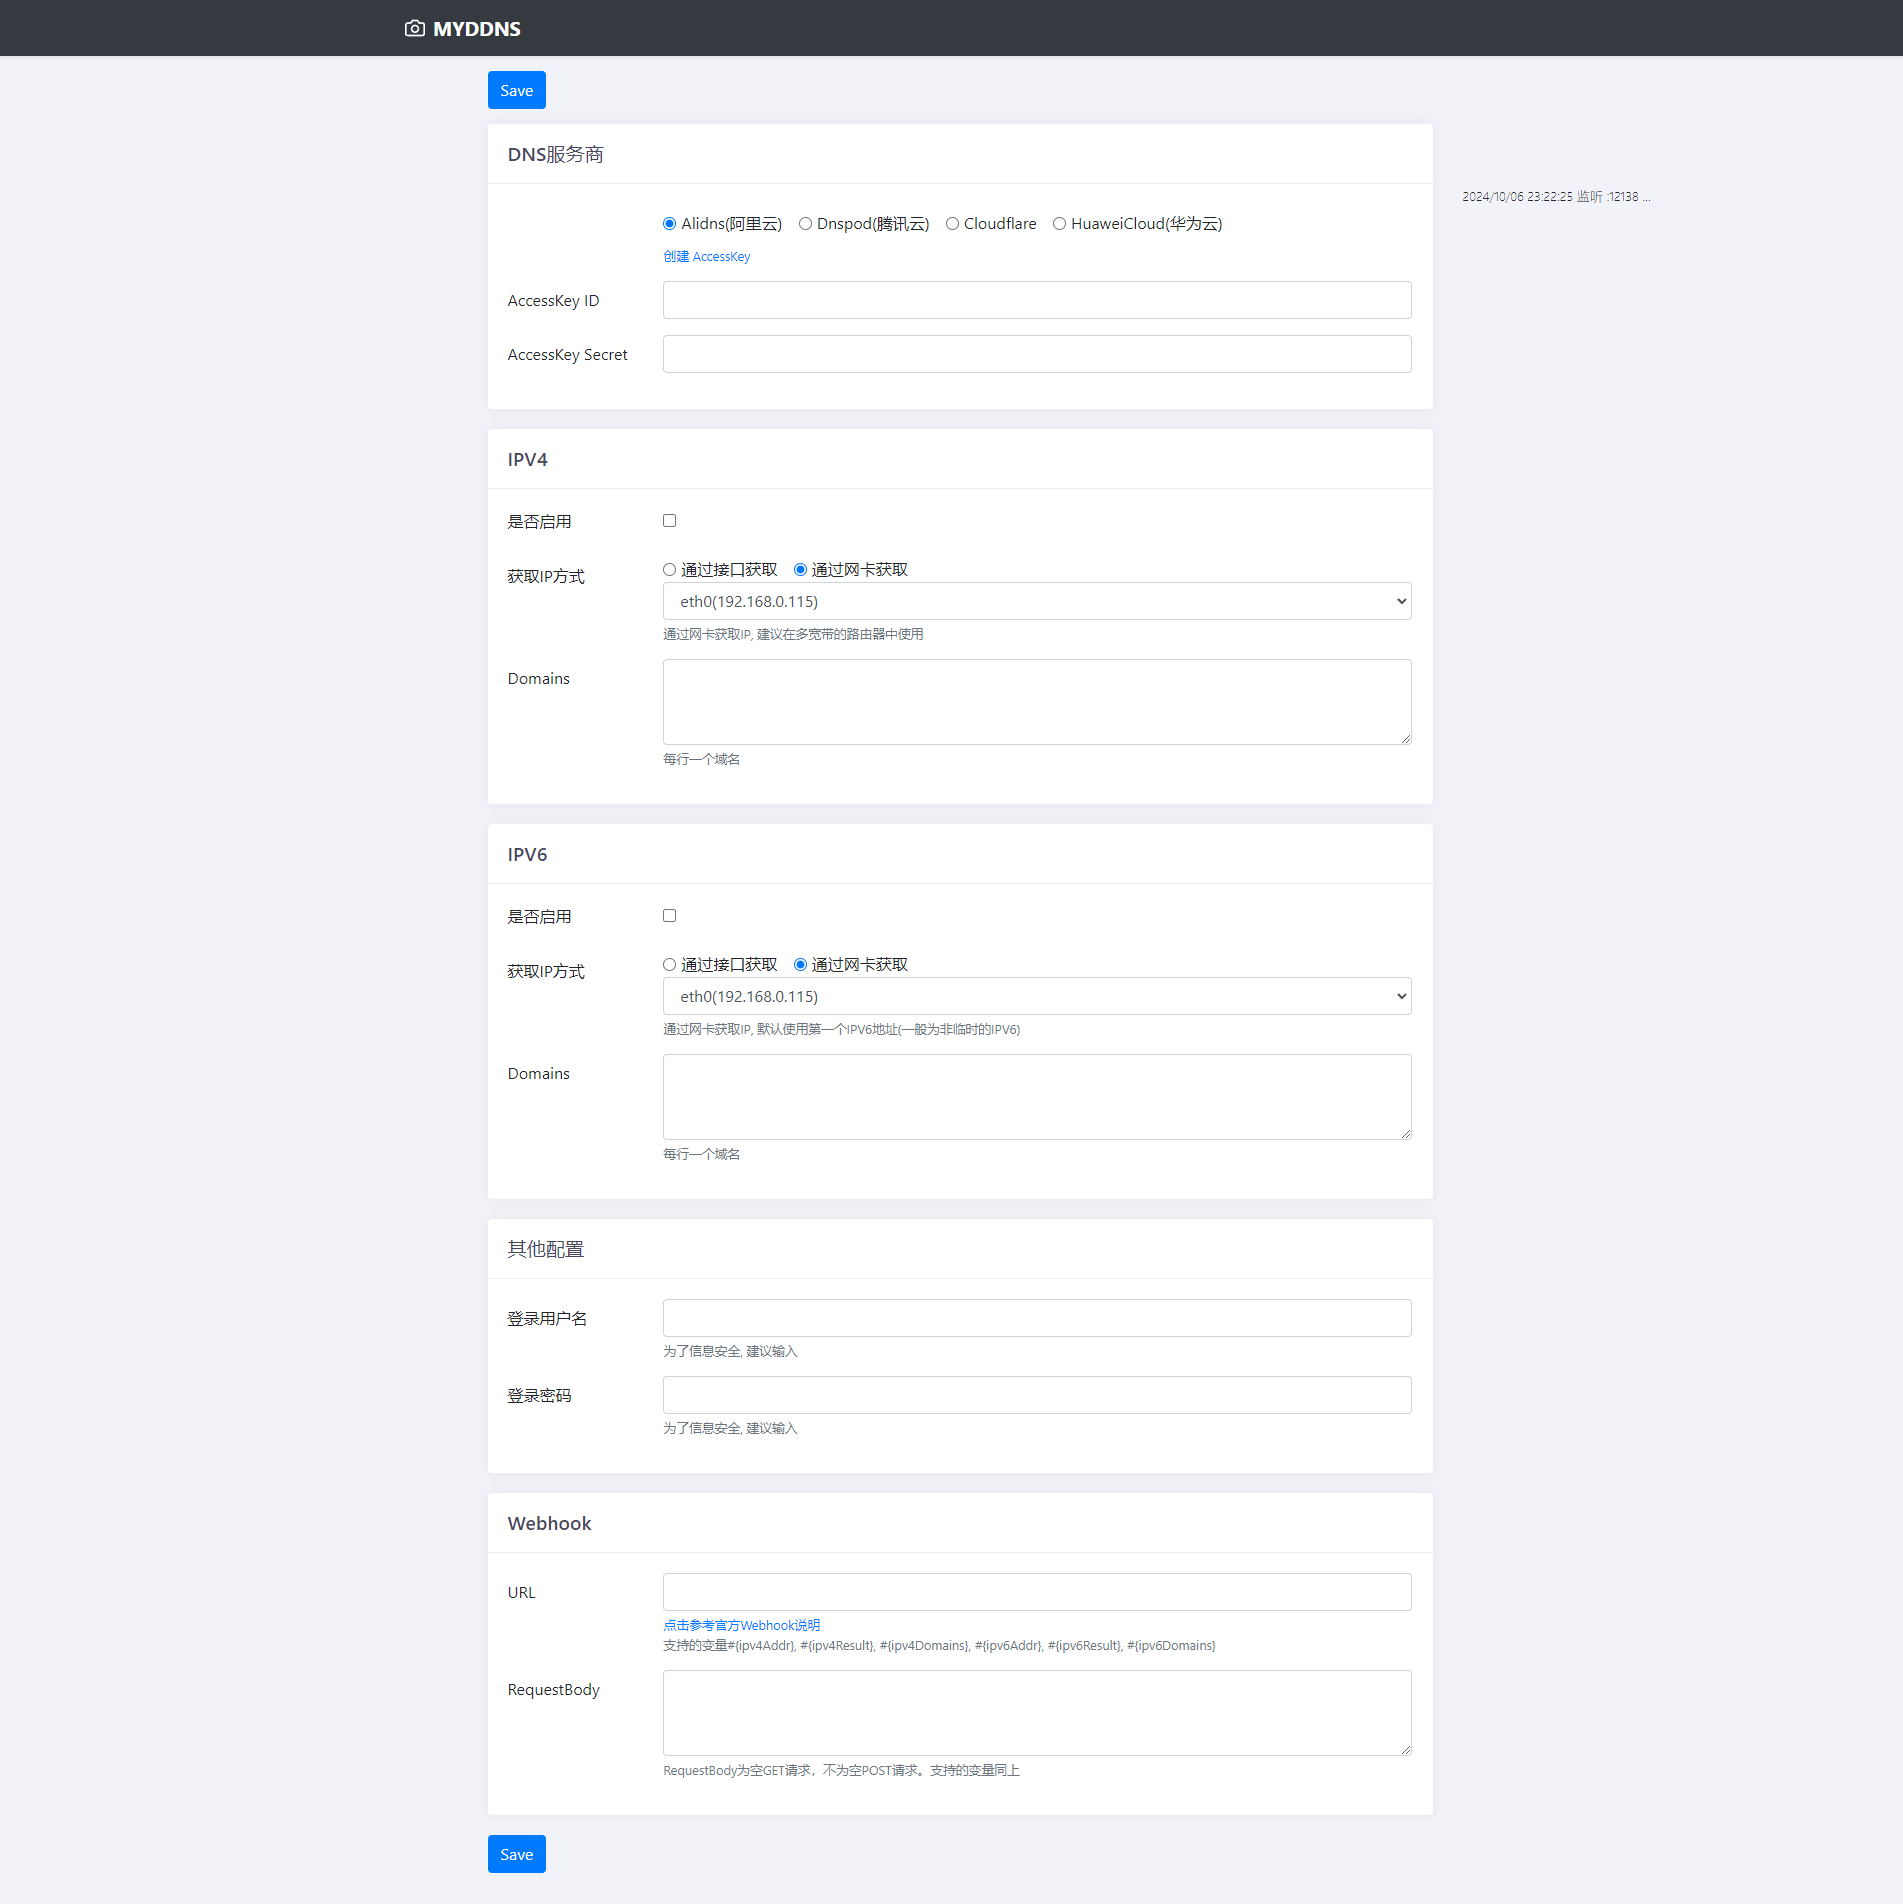 MYDDNS
Save
DNS服务商
2024/10/06 23:22:25 监听 :12138 ...
Alidns(阿里云) Dnspod(腾讯云) Cloudflare HuaweiCloud(华为云)
创建 AccessKey
AccessKey ID
AccessKey Secret
IPV4
是否启用
获取IP方式 通过接口获取 通过网卡获取
eth0(192.168.0.115)
通过网卡获取IP, 建议在多宽带的路由器中使用
Domains
每行一个域名
IPV6
是否启用
获取IP方式 通过接口获取 通过网卡获取
eth0(192.168.0.115)
通过网卡获取IP, 默认使用第一个IPV6地址(一般为非临时的IPV6)
Domains
每行一个域名
其他配置
登录用户名
为了信息安全, 建议输入
登录密码
为了信息安全, 建议输入
Webhook
URL
点击参考官方Webhook说明
支持的变量#{ipv4Addr}, #{ipv4Result}, #{ipv4Domains}, #{ipv6Addr}, #{ipv6Result}, #{ipv6Domains}
RequestBody
RequestBody为空GET请求，不为空POST请求。支持的变量同上
Save